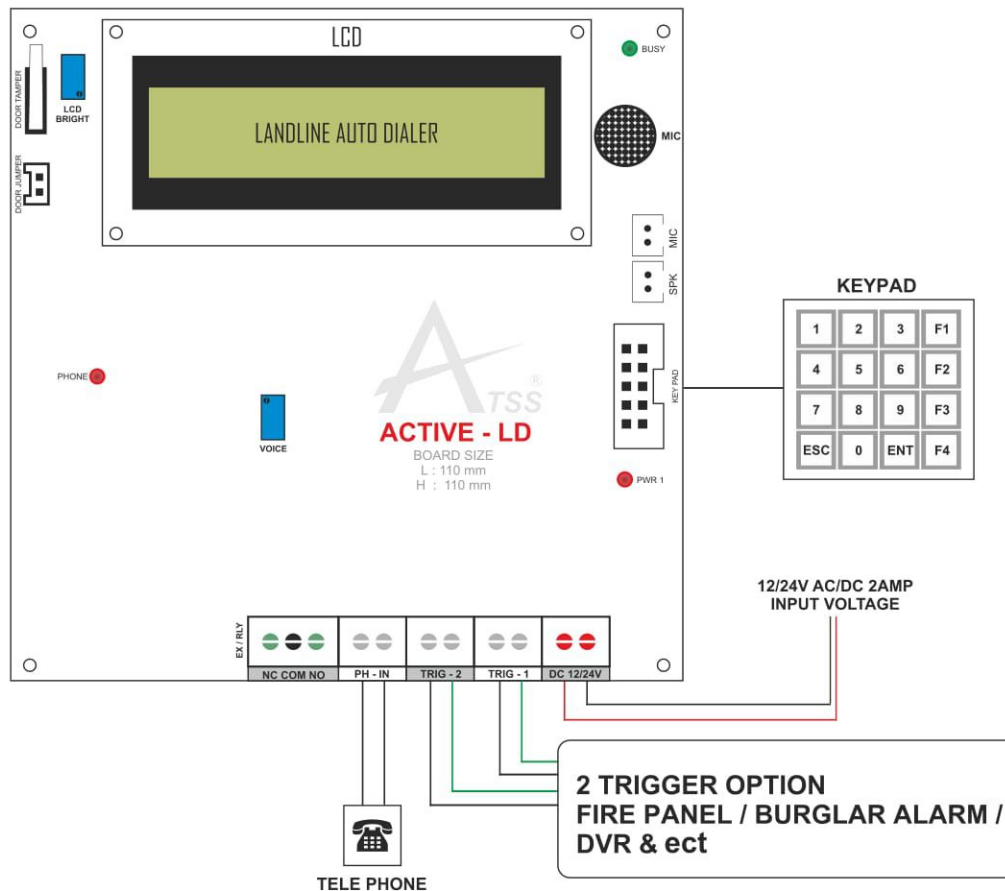 LCD
LANDLINE AUTO DIALER
DOOR TAMPER
LCD
BRIGHT
DOOR JUMPER
BUSY
MIC
MIC
SPK
KEY PAD
KEYPAD
1 2 3 F1
4 5 6 F2
7 8 9 F3
ESC 0 ENT F4
PHONE
VOICE
ATSS®
ACTIVE - LD
BOARD SIZE
L : 110 mm
H : 110 mm
PWR 1
12/24V AC/DC 2AMP
INPUT VOLTAGE
EX / RLY
NC COM NO PH - IN TRIG - 2 TRIG - 1 DC 12/24V
2 TRIGGER OPTION
FIRE PANEL / BURGLAR ALARM /
DVR & ect
TELE PHONE